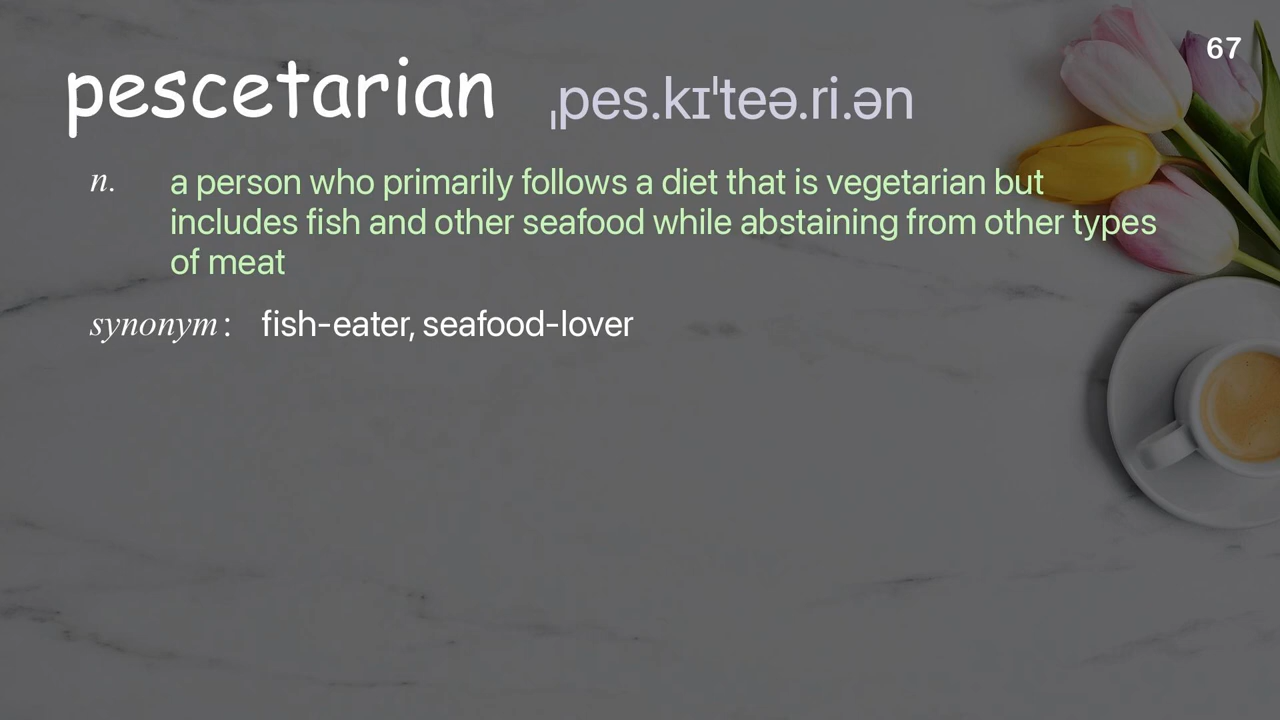 67
pescetarian ˌpes.kɪˈteə.ri.ən
n. a person who primarily follows a diet that is vegetarian but
includes fish and other seafood while abstaining from other types
of meat
synonym: fish-eater, seafood-lover